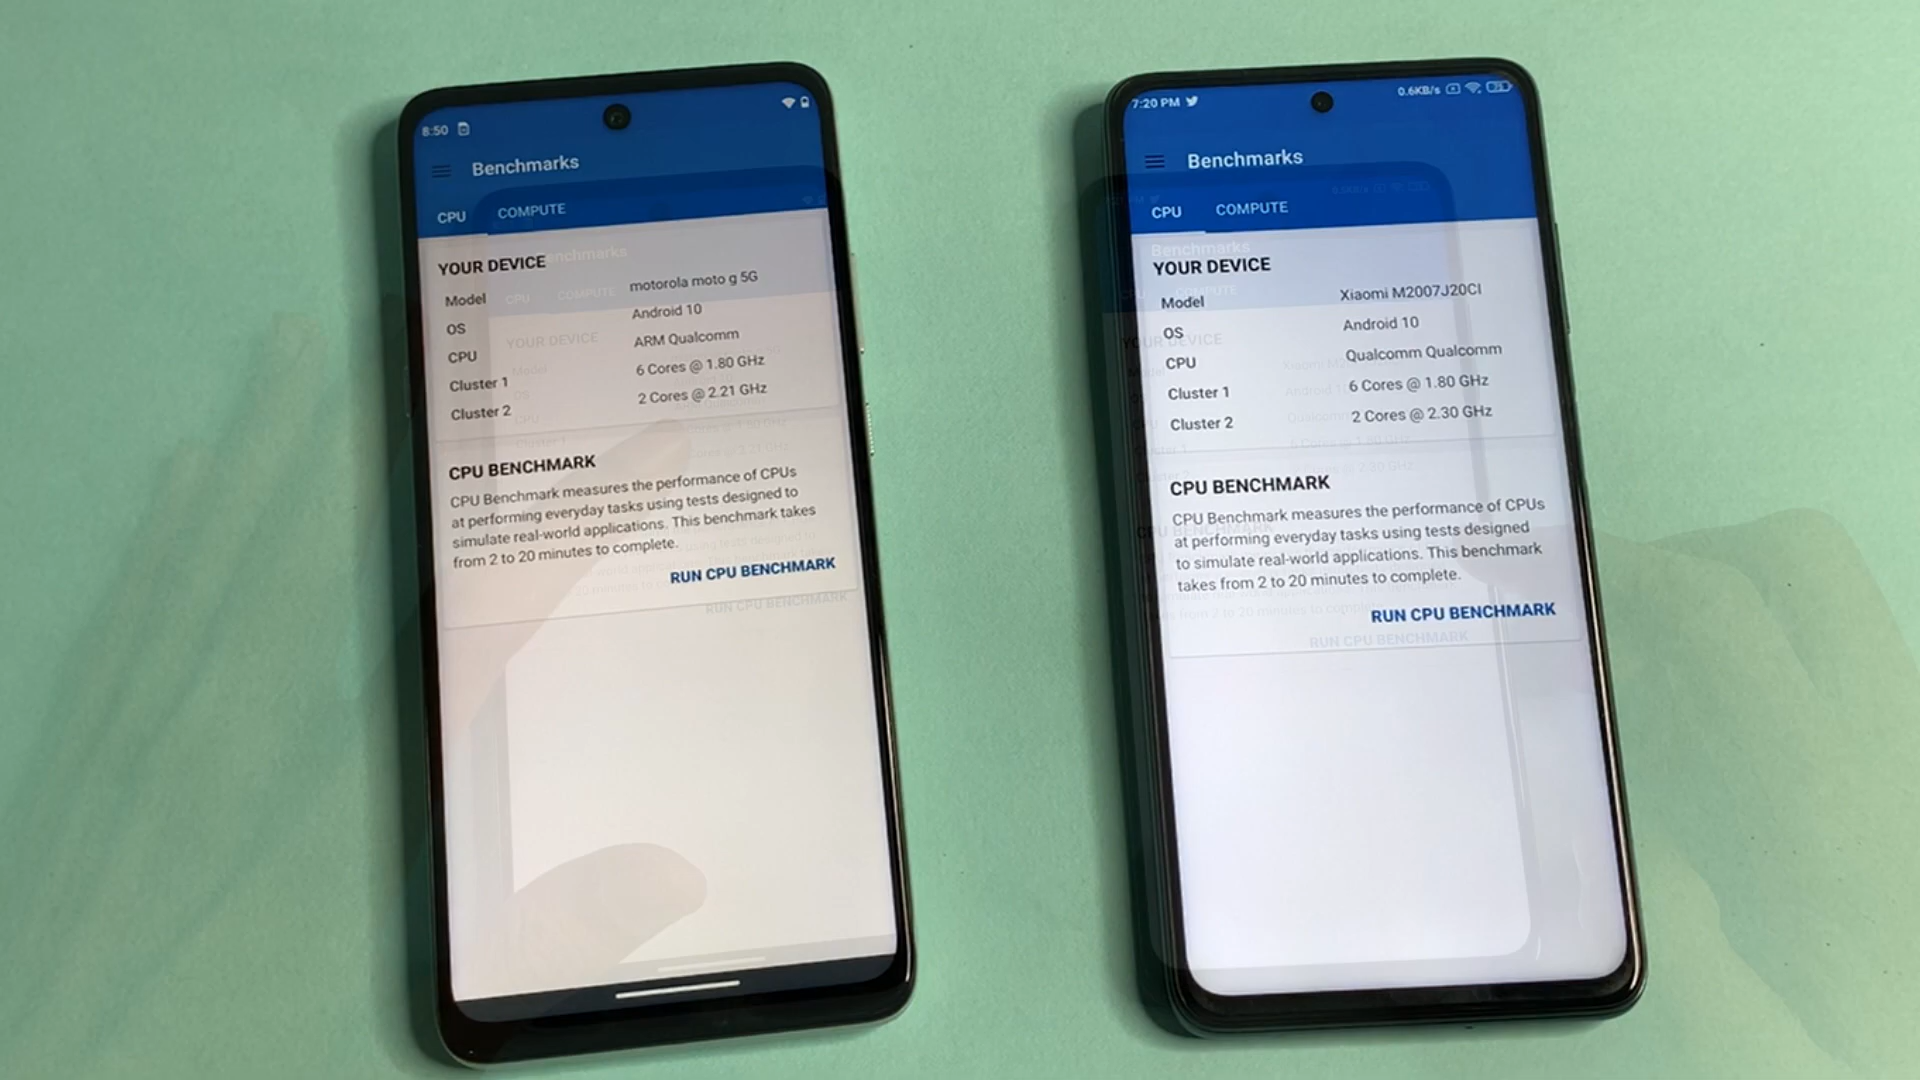 8:50
Benchmarks
CPU COMPUTE
YOUR DEVICE
Model motorola moto g 5G
OS Android 10
CPU ARM Qualcomm
Cluster 1 6 Cores @ 1.80 GHz
Cluster 2 2 Cores @ 2.21 GHz
CPU BENCHMARK
CPU Benchmark measures the performance of CPUs
at performing everyday tasks using tests designed to
simulate real-world applications. This benchmark takes
from 2 to 20 minutes to complete.
RUN CPU BENCHMARK
7:20 PM 0.6KB/s
Benchmarks
CPU COMPUTE
YOUR DEVICE
Model Xiaomi M2007J20CI
OS Android 10
CPU Qualcomm Qualcomm
Cluster 1 6 Cores @ 1.80 GHz
Cluster 2 2 Cores @ 2.30 GHz
CPU BENCHMARK
CPU Benchmark measures the performance of CPUs
at performing everyday tasks using tests designed
to simulate real-world applications. This benchmark
takes from 2 to 20 minutes to complete.
RUN CPU BENCHMARK